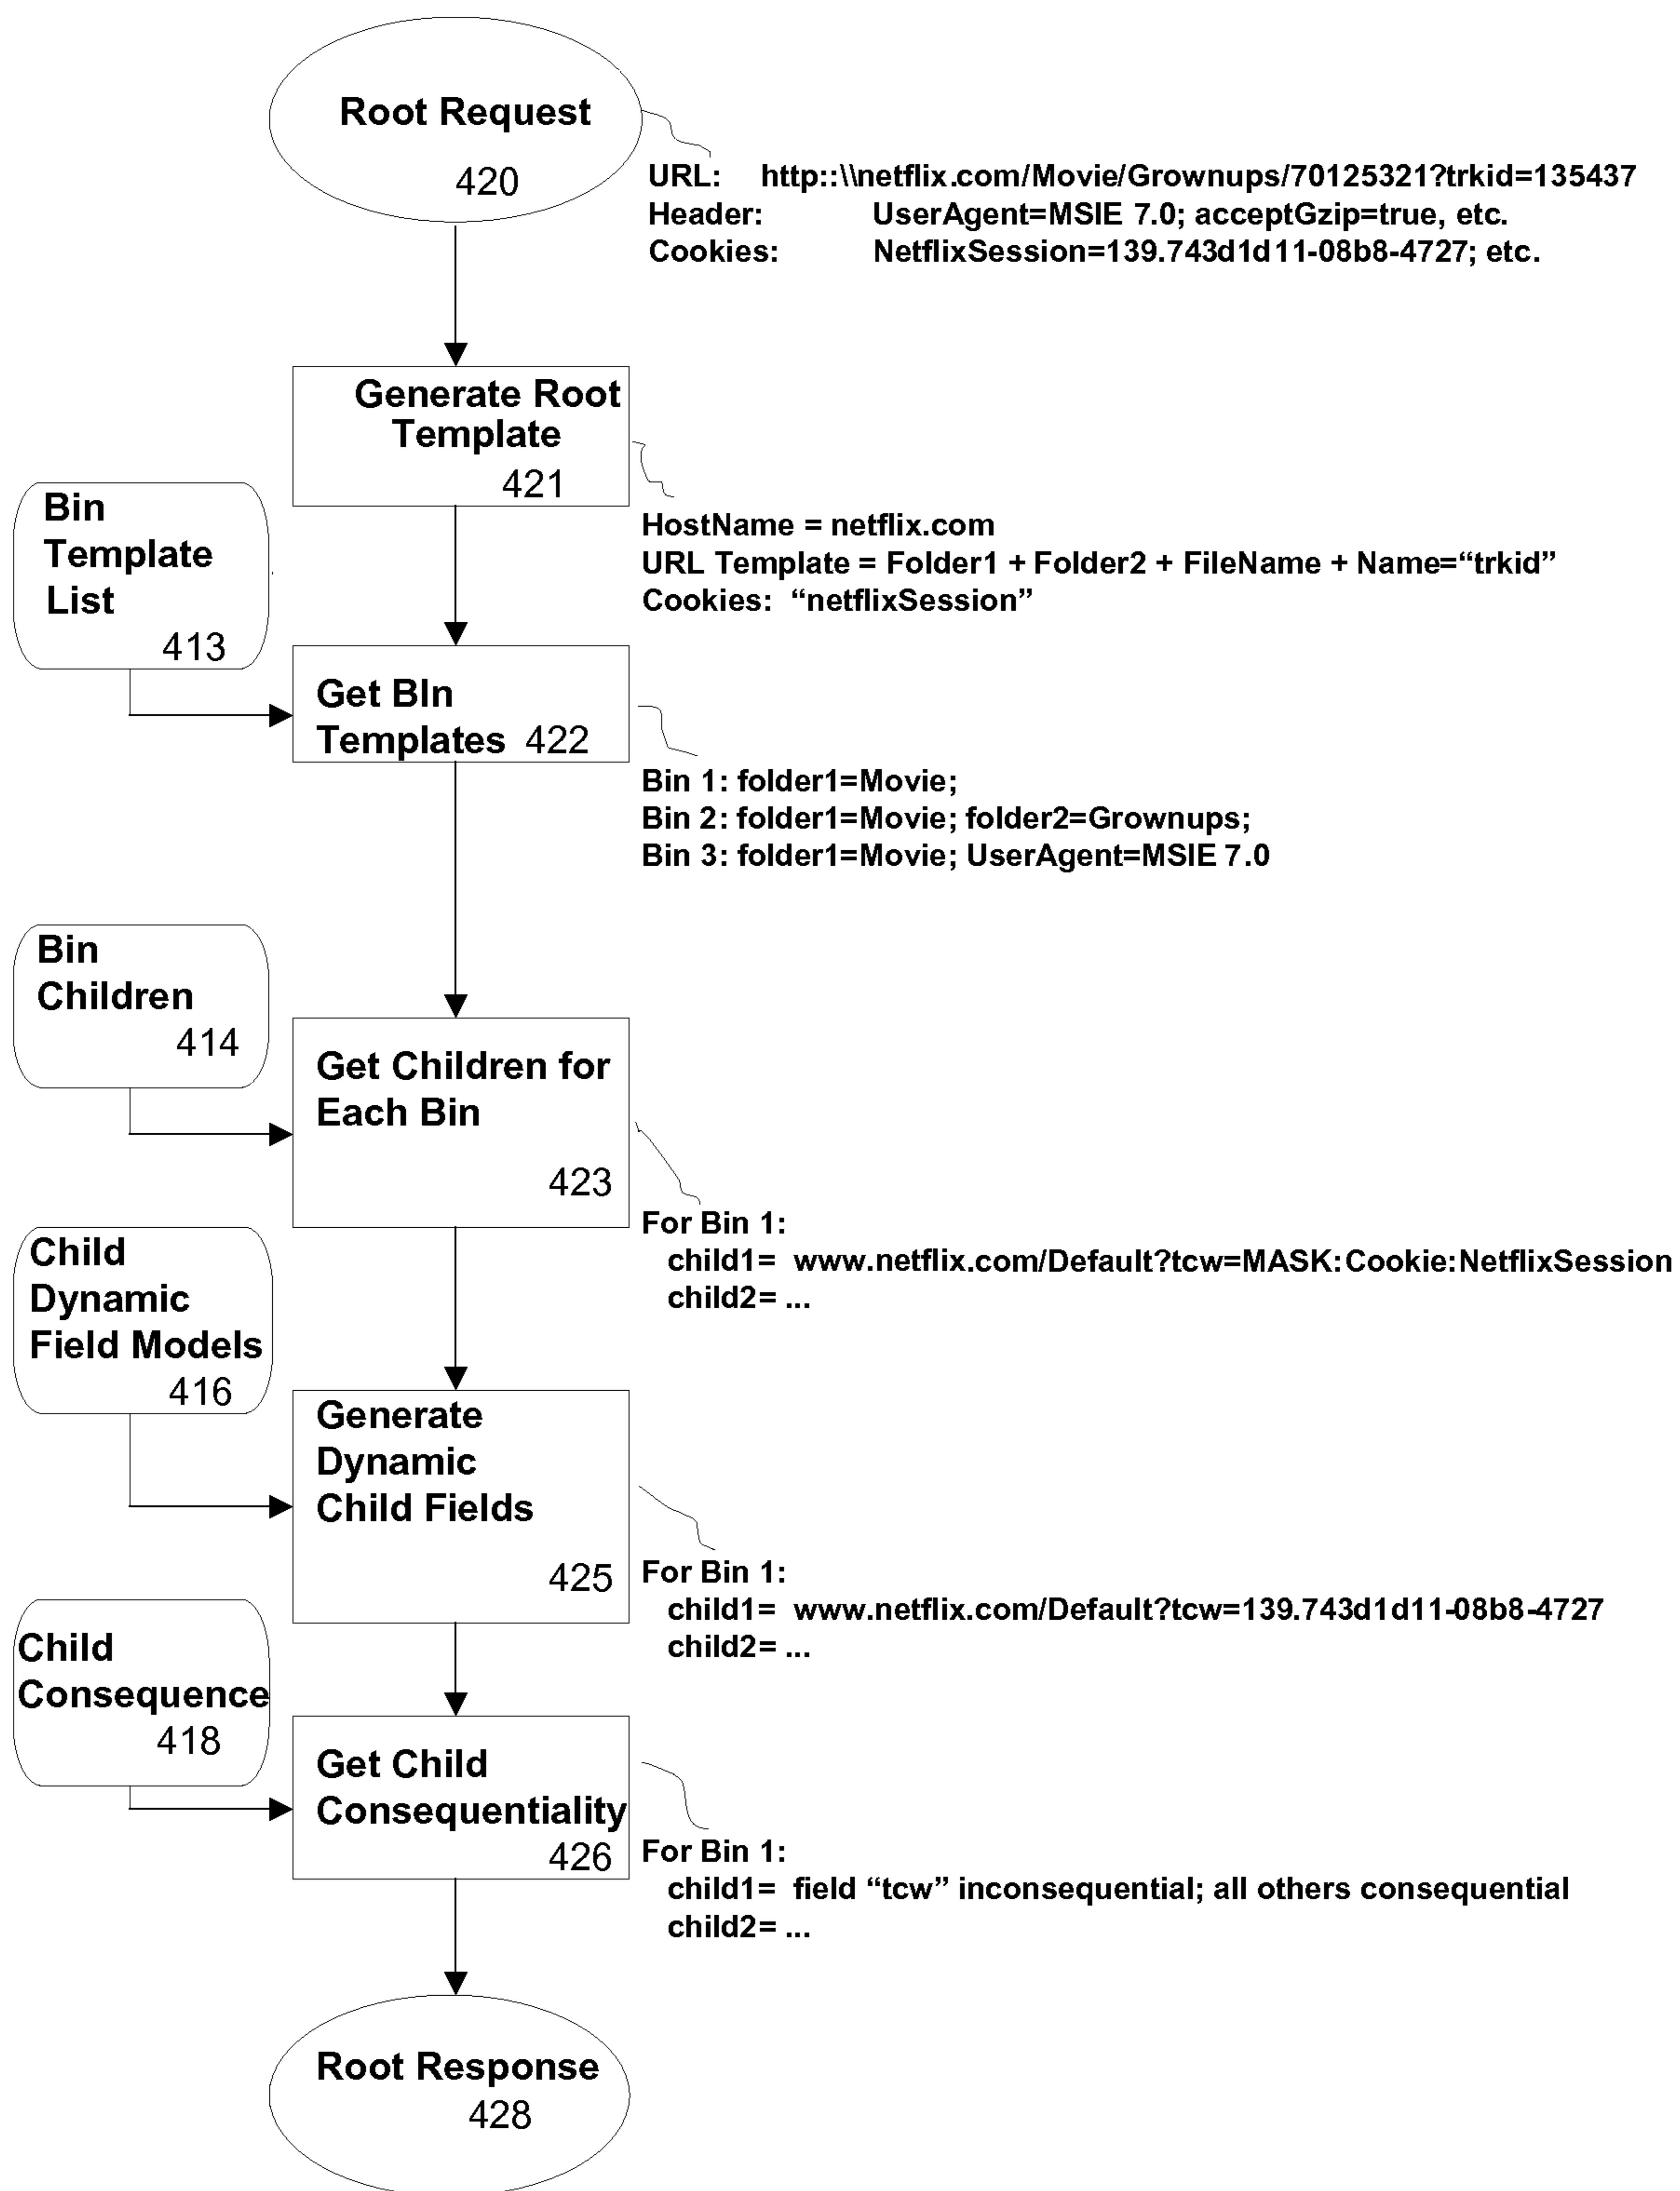 Root Request
420
URL: http::\\netflix.com/Movie/Grownups/70125321?trkid=135437
Header: UserAgent=MSIE 7.0; acceptGzip=true, etc.
Cookies: NetflixSession=139.743d1d11-08b8-4727; etc.
Generate Root
Template
421
HostName = netflix.com
URL Template = Folder1 + Folder2 + FileName + Name=“trkid”
Cookies: “netflixSession”
Bin
Template
List
413
Get BIn
Templates 422
Bin 1: folder1=Movie;
Bin 2: folder1=Movie; folder2=Grownups;
Bin 3: folder1=Movie; UserAgent=MSIE 7.0
Bin
Children
414
Get Children for
Each Bin
423
For Bin 1:
child1= www.netflix.com/Default?tcw=MASK:Cookie:NetflixSession
child2= ...
Child
Dynamic
Field Models
416
Generate
Dynamic
Child Fields
425
For Bin 1:
child1= www.netflix.com/Default?tcw=139.743d1d11-08b8-4727
child2= ...
Child
Consequence
418
Get Child
Consequentiality
426
For Bin 1:
child1= field “tcw” inconsequential; all others consequential
child2= ...
Root Response
428